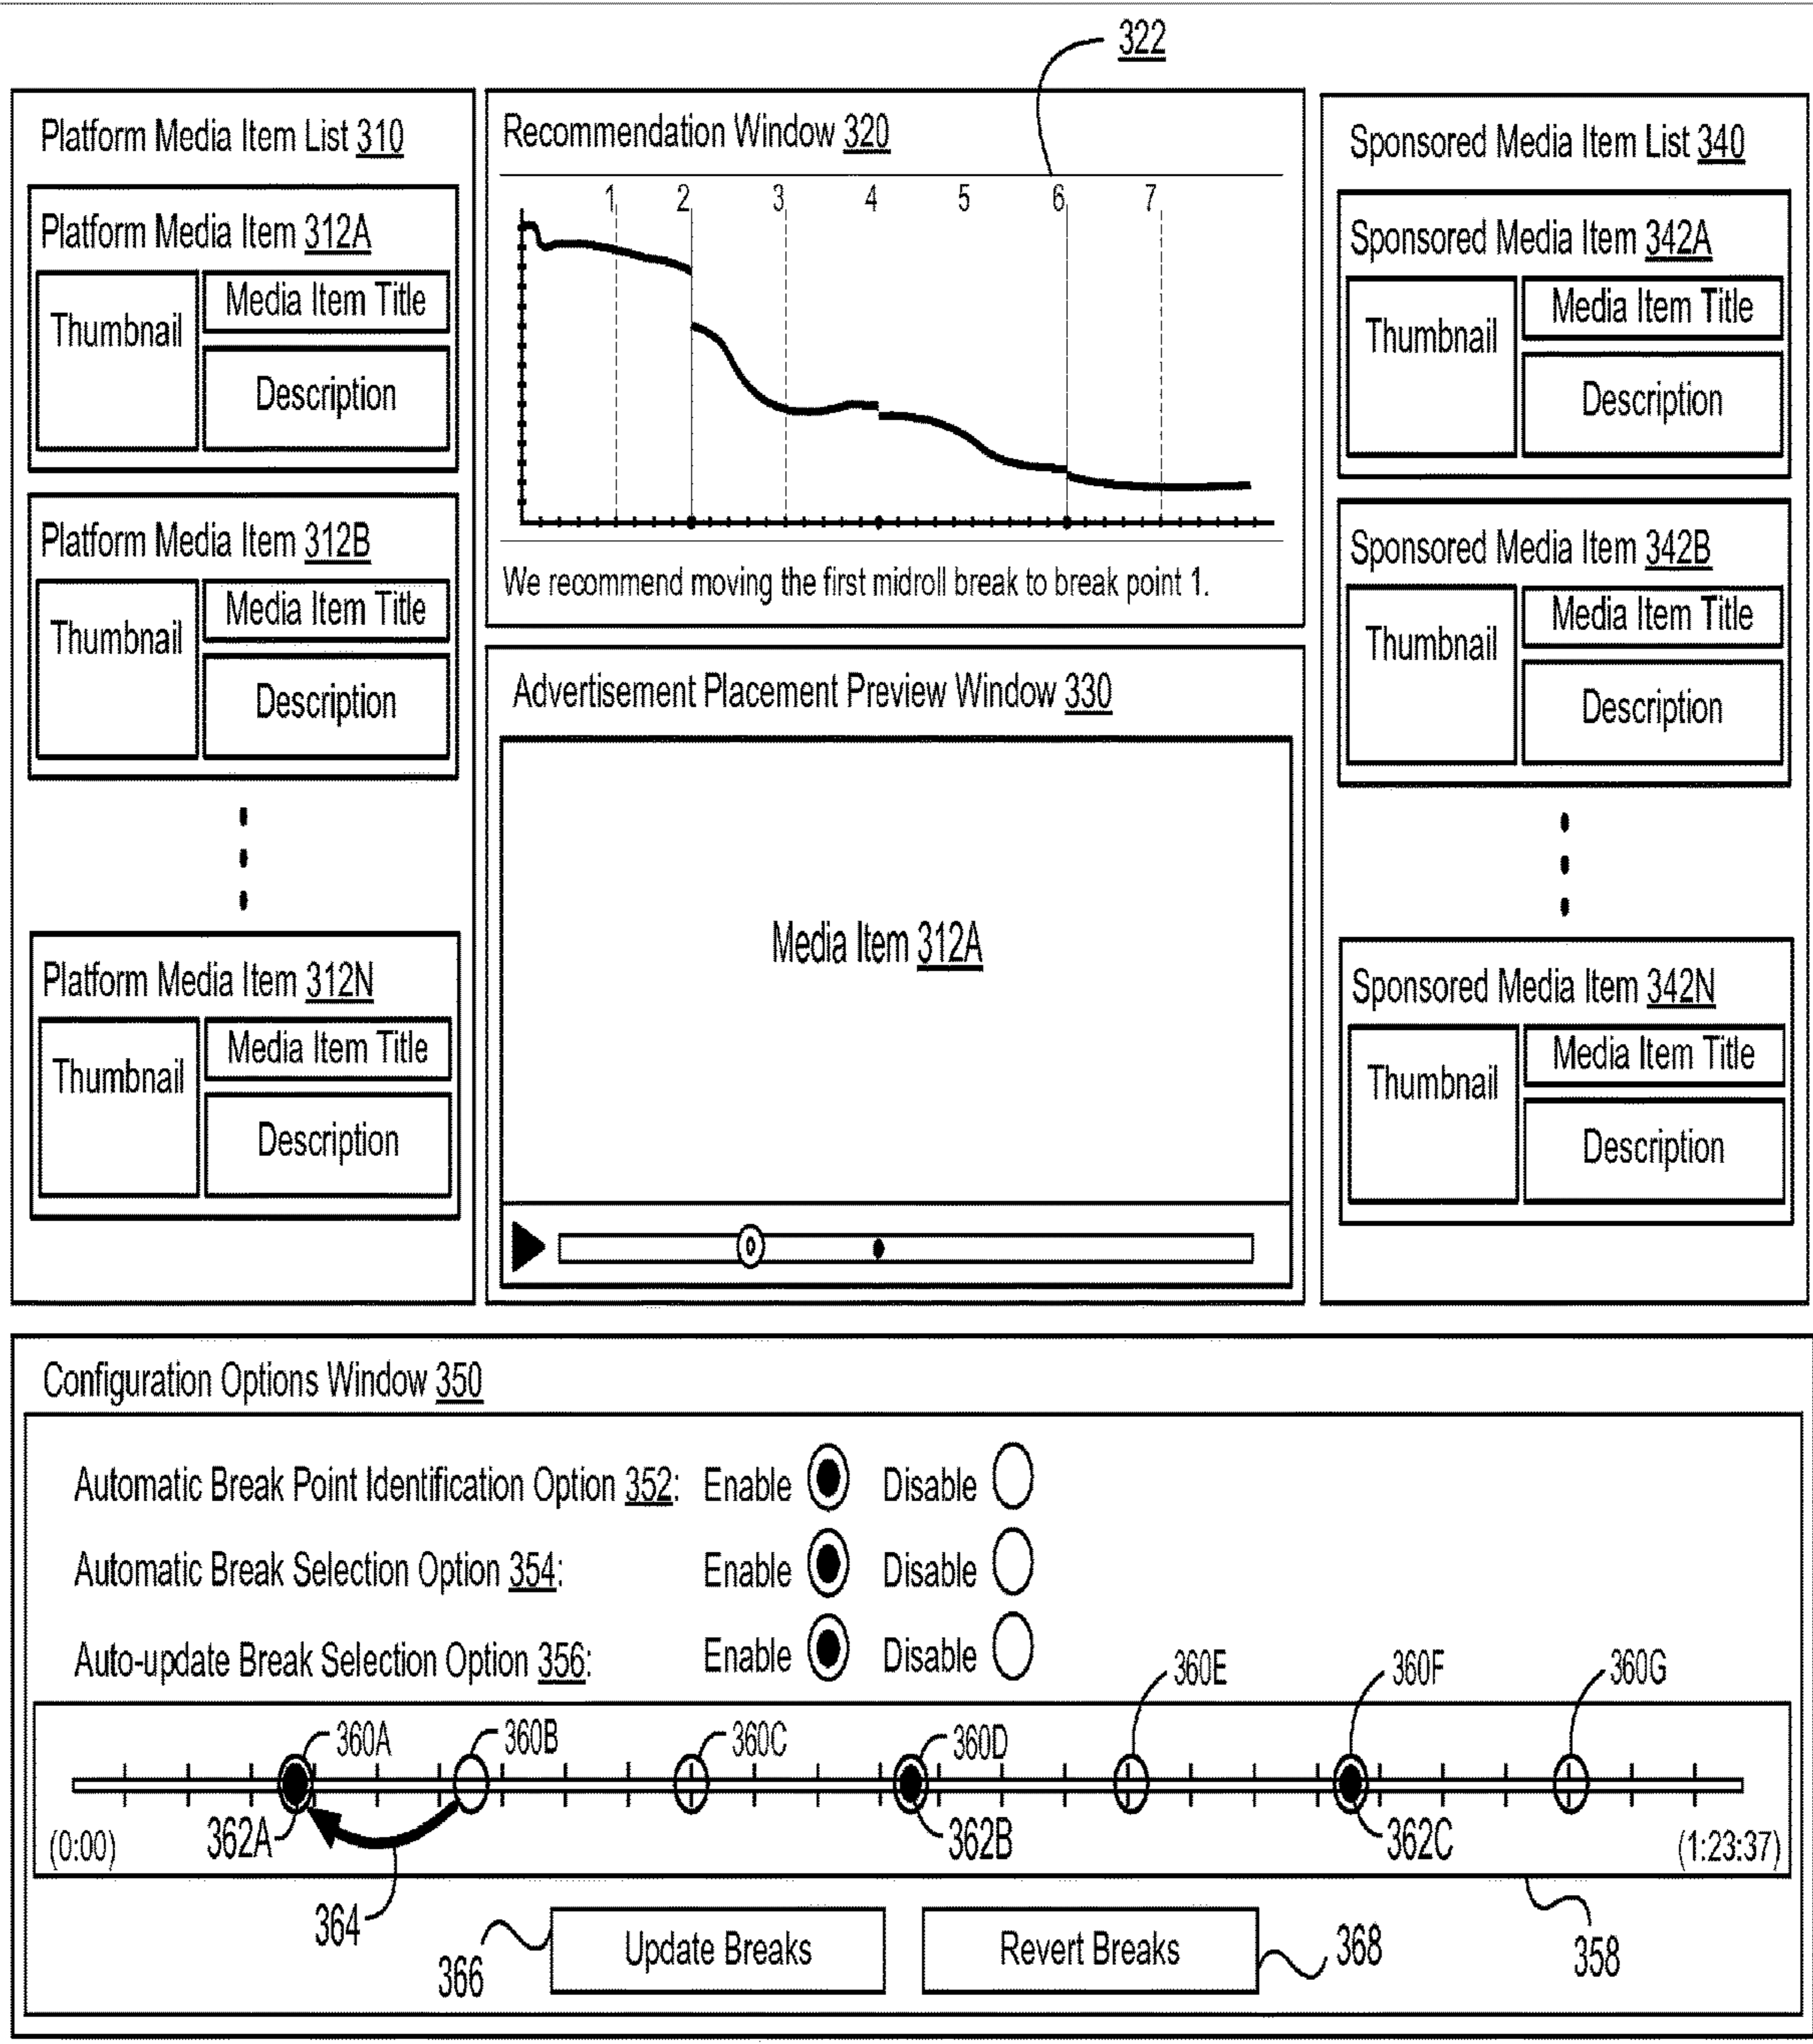 322
Platform Media Item List 310
Platform Media Item 312A
Thumbnail
Media Item Title
Description
Platform Media Item 312B
Thumbnail
Media Item Title
Description
Platform Media Item 312N
Thumbnail
Media Item Title
Description
Recommendation Window 320
1 2 3 4 5 6 7
We recommend moving the first midroll break to break point 1.
Advertisement Placement Preview Window 330
Media Item 312A
Sponsored Media Item List 340
Sponsored Media Item 342A
Thumbnail
Media Item Title
Description
Sponsored Media Item 342B
Thumbnail
Media Item Title
Description
Sponsored Media Item 342N
Thumbnail
Media Item Title
Description
Configuration Options Window 350
Automatic Break Point Identification Option 352: Enable Disable
Automatic Break Selection Option 354: Enable Disable
Auto-update Break Selection Option 356: Enable Disable
360A 360B 360C 360D 360E 360F 360G
(0:00) 362A 362B 362C (1:23:37)
364
366 Update Breaks Revert Breaks 368 358